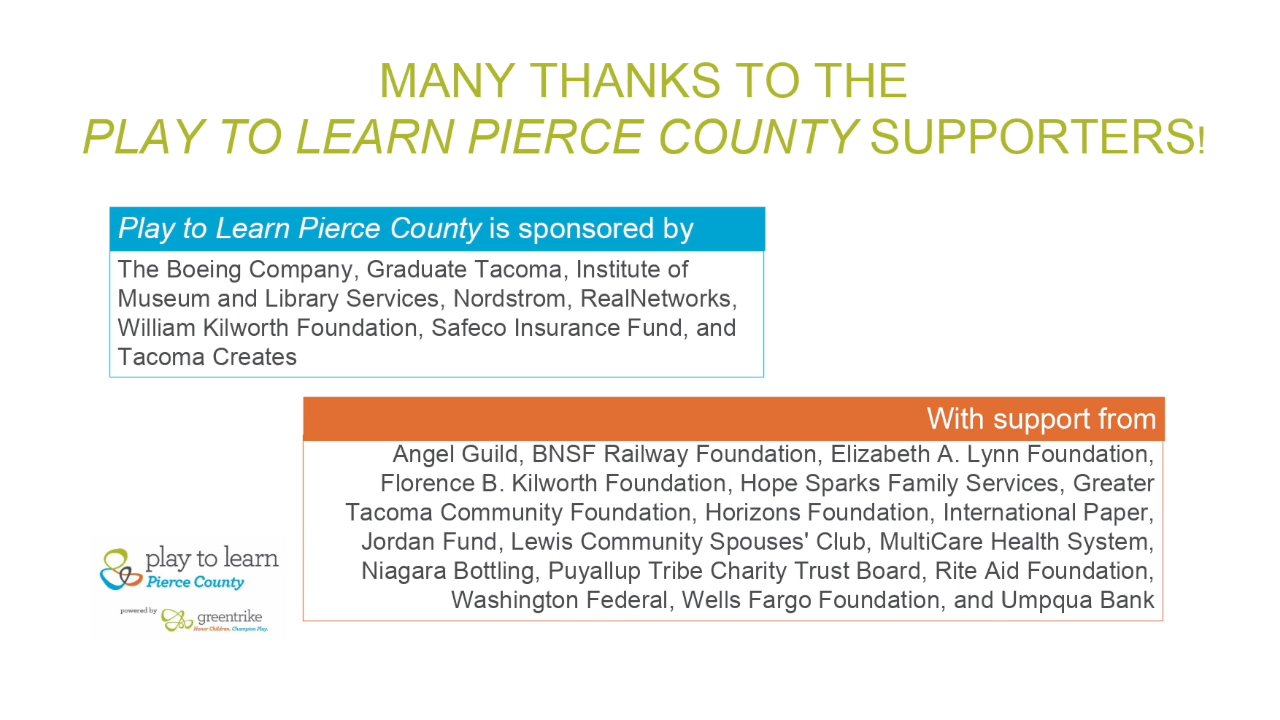 MANY THANKS TO THE
PLAY TO LEARN PIERCE COUNTY SUPPORTERS!
Play to Learn Pierce County is sponsored by
The Boeing Company, Graduate Tacoma, Institute of
Museum and Library Services, Nordstrom, RealNetworks,
William Kilworth Foundation, Safeco Insurance Fund, and
Tacoma Creates
With support from
Angel Guild, BNSF Railway Foundation, Elizabeth A. Lynn Foundation,
Florence B. Kilworth Foundation, Hope Sparks Family Services, Greater
Tacoma Community Foundation, Horizons Foundation, International Paper,
Jordan Fund, Lewis Community Spouses' Club, MultiCare Health System,
Niagara Bottling, Puyallup Tribe Charity Trust Board, Rite Aid Foundation,
Washington Federal, Wells Fargo Foundation, and Umpqua Bank
play to learn
Pierce County
powered by
greentrike
Honor Children. Champion Play.